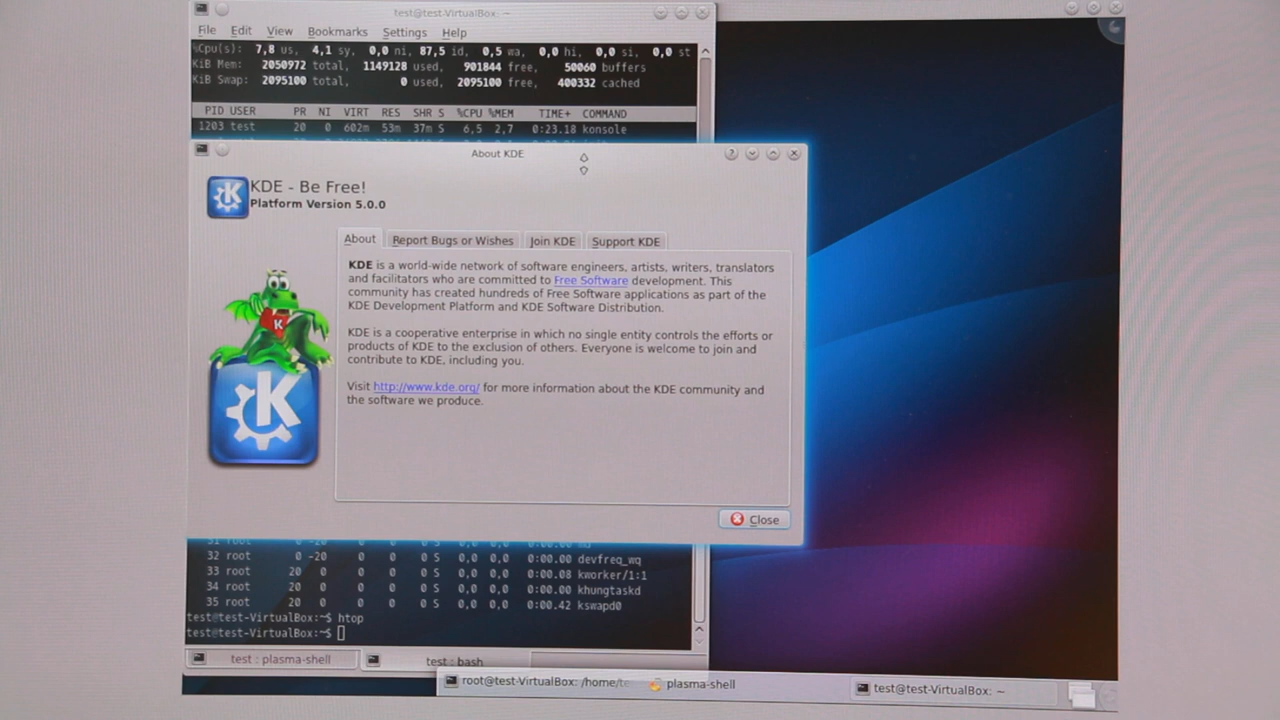 test@test-VirtualBox: ~
File Edit View Bookmarks Settings Help
%Cpu(s): 7,8 us, 4,1 sy, 0,0 ni, 87,5 id, 0,5 wa, 0,0 hi, 0,0 si, 0,0 st
KiB Mem: 2050972 total, 1149128 used, 901844 free, 50060 buffers
KiB Swap: 2095100 total, 0 used, 2095100 free, 400332 cached
PID USER PR NI VIRT RES SHR S %CPU %MEM TIME+ COMMAND
1203 test 20 0 602m 53m 37m S 6,5 2,7 0:23.18 konsole
About KDE
KDE - Be Free!
Platform Version 5.0.0
About Report Bugs or Wishes Join KDE Support KDE
KDE is a world-wide network of software engineers, artists, writers, translators
and facilitators who are committed to Free Software development. This
community has created hundreds of Free Software applications as part of the
KDE Development Platform and KDE Software Distribution.
KDE is a cooperative enterprise in which no single entity controls the efforts or
products of KDE to the exclusion of others. Everyone is welcome to join and
contribute to KDE, including you.
Visit http://www.kde.org/ for more information about the KDE community and
the software we produce.
Close
32 root 0 -20 0 0 0 S 0,0 0,0 0:00.00 devfreq_wq
33 root 20 0 0 0 0 S 0,0 0,0 0:00.08 kworker/1:1
34 root 20 0 0 0 0 S 0,0 0,0 0:00.00 khungtaskd
35 root 20 0 0 0 0 S 0,0 0,0 0:00.42 kswapd0
test@test-VirtualBox:~$ htop
test@test-VirtualBox:~$
test : plasma-shell test : bash
root@test-VirtualBox: /home/te plasma-shell test@test-VirtualBox: ~